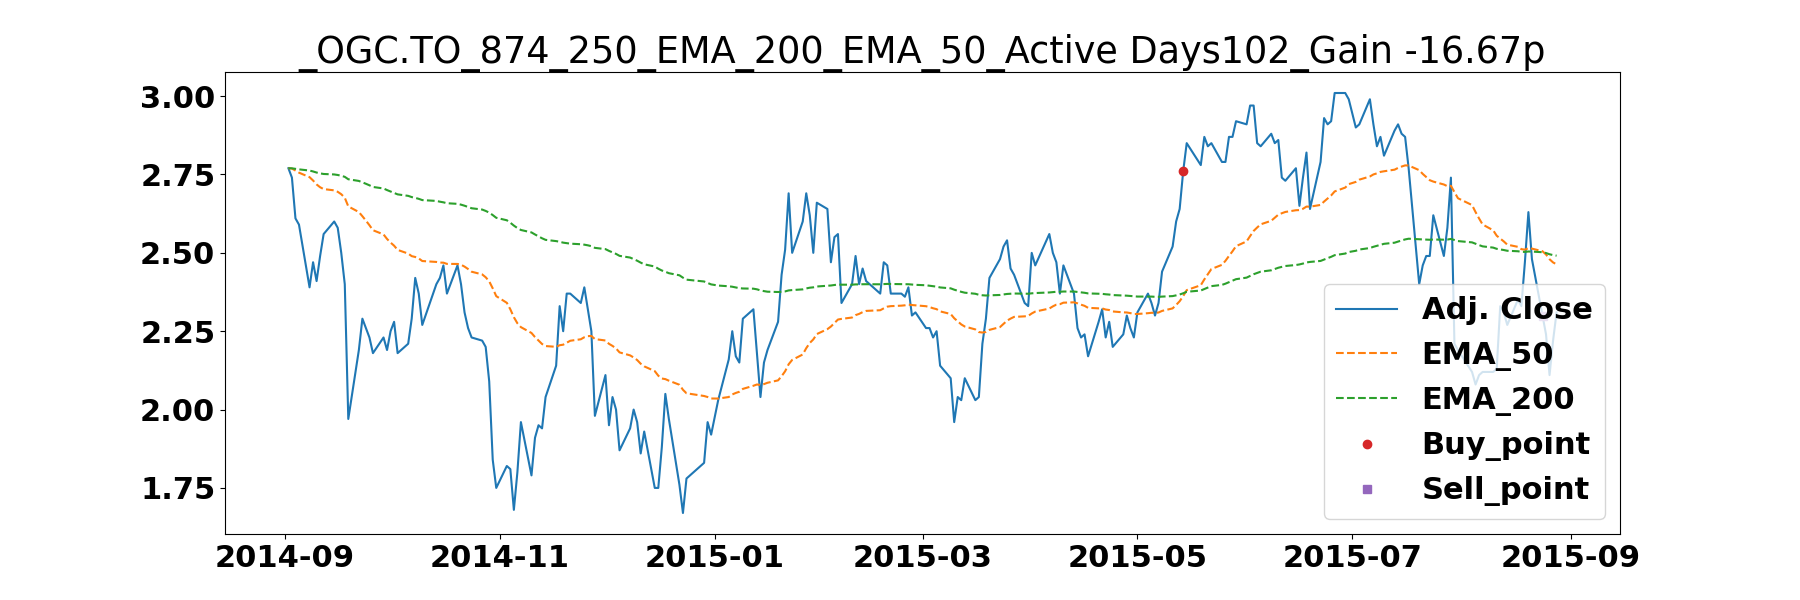 _OGC.TO_874_250_EMA_200_EMA_50_Active Days102_Gain -16.67p
3.00
2.75
2.50
2.25
2.00
1.75
2014-09 2014-11 2015-01 2015-03 2015-05 2015-07 2015-09
Adj. Close
EMA_50
EMA_200
Buy_point
Sell_point